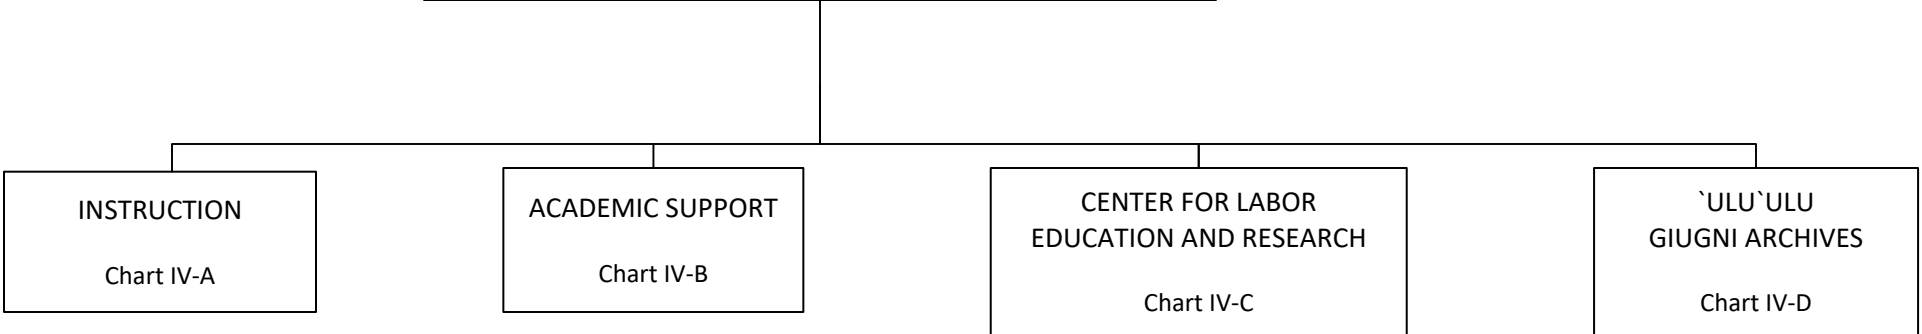 INSTRUCTION
Chart IV-A
ACADEMIC SUPPORT
Chart IV-B
CENTER FOR LABOR
EDUCATION AND RESEARCH
Chart IV-C
`ULU`ULU
GIUGNI ARCHIVES
Chart IV-D